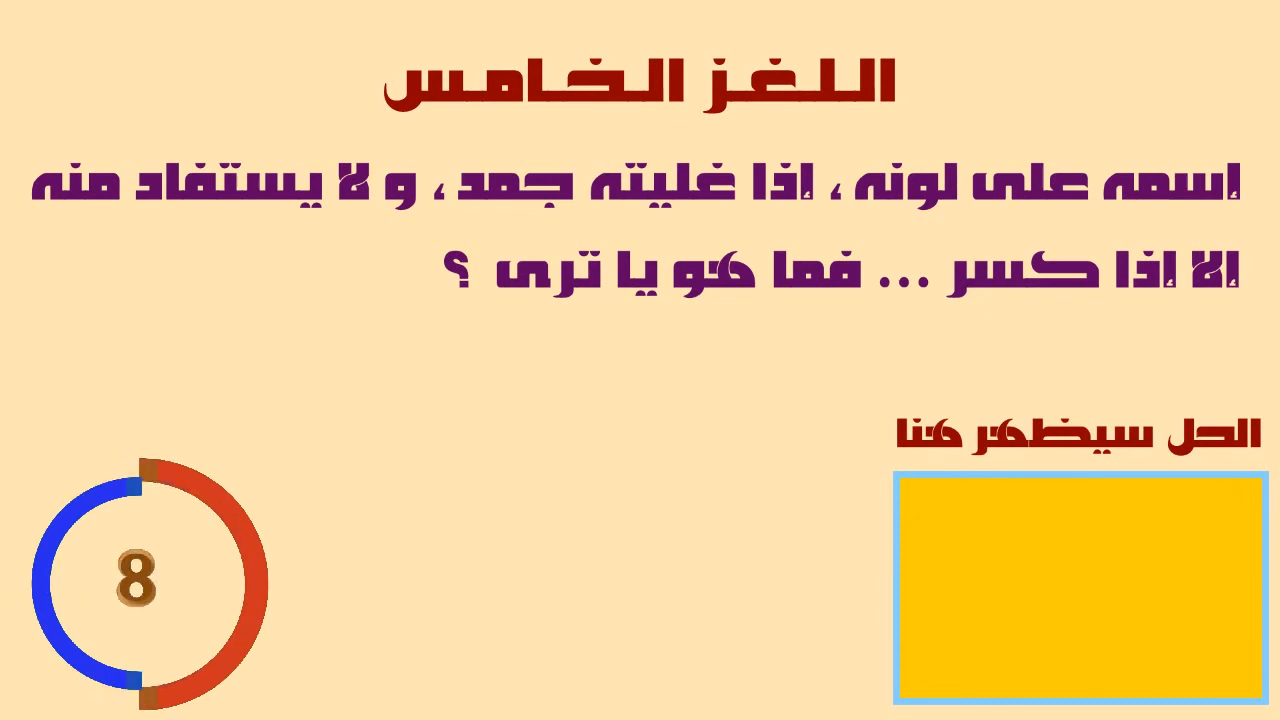 اللغز الخامس
إسمه على لونه ، إذا غليته جمد ، و لا يستفاد منه
إلا إذا كسر ... فما هو يا ترى ؟
الحل سيظهر هنا
8